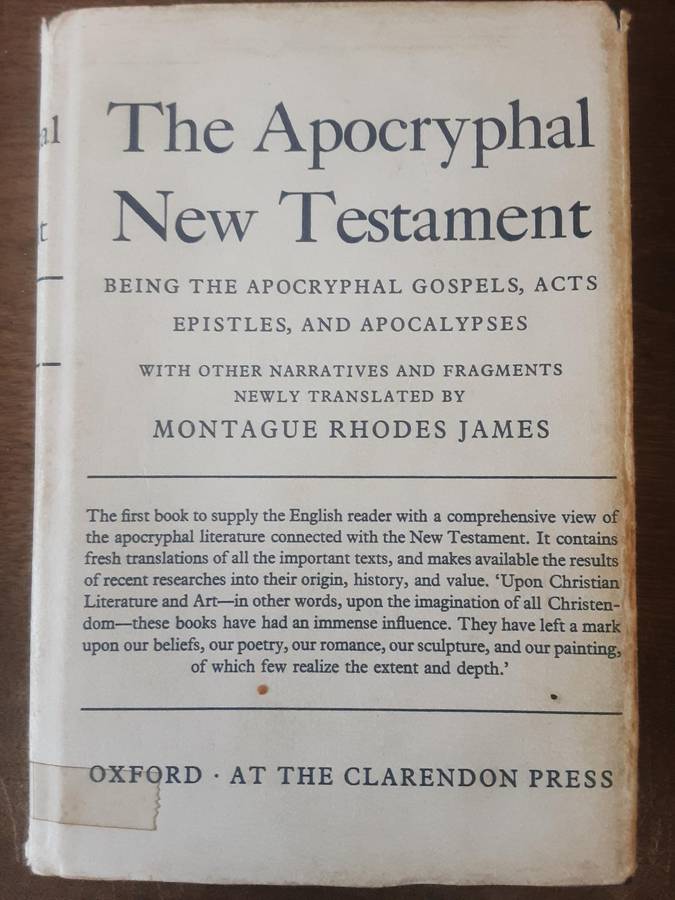 The Apocryphal
New Testament
BEING THE APOCRYPHAL GOSPELS, ACTS
EPISTLES, AND APOCALYPSES
WITH OTHER NARRATIVES AND FRAGMENTS
NEWLY TRANSLATED BY
MONTAGUE RHODES JAMES
The first book to supply the English reader with a comprehensive view of
the apocryphal literature connected with the New Testament. It contains
fresh translations of all the important texts, and makes available the results
of recent researches into their origin, history, and value. ‘Upon Christian
Literature and Art—in other words, upon the imagination of all Christen-
dom—these books have had an immense influence. They have left a mark
upon our beliefs, our poetry, our romance, our sculpture, and our painting,
of which few realize the extent and depth.’
OXFORD · AT THE CLARENDON PRESS